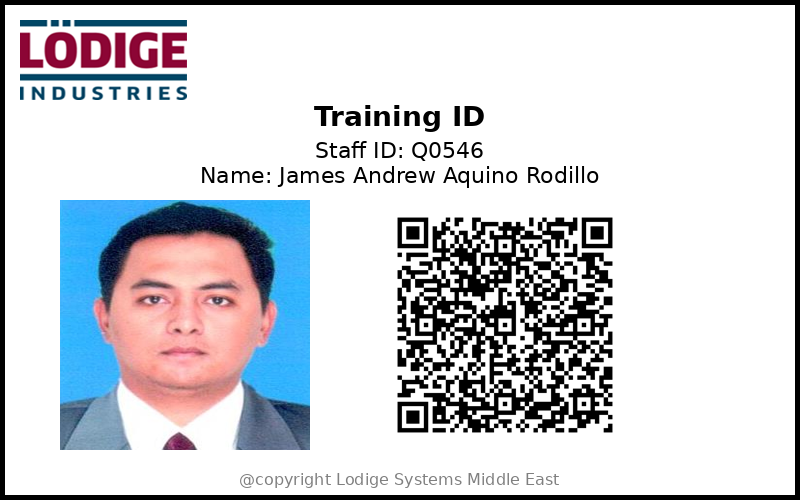 LÖDIGE
INDUSTRIES
Training ID
Staff ID: Q0546
Name: James Andrew Aquino Rodillo
@copyright Lodige Systems Middle East